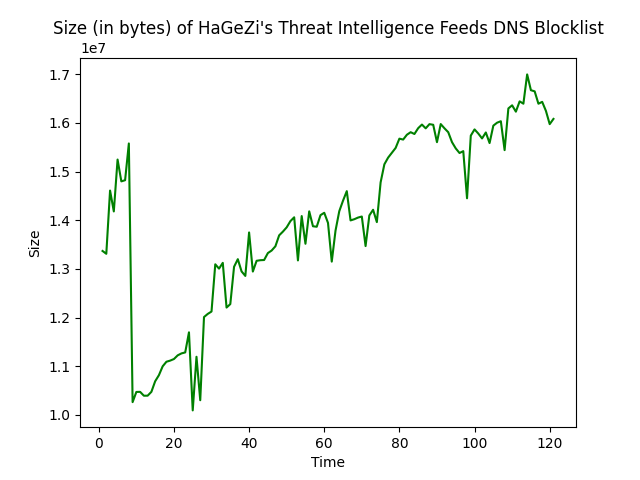 Size (in bytes) of HaGeZi's Threat Intelligence Feeds DNS Blocklist
1e7
1.7
1.6
1.5
1.4
1.3
1.2
1.1
1.0
Size
0 20 40 60 80 100 120
Time